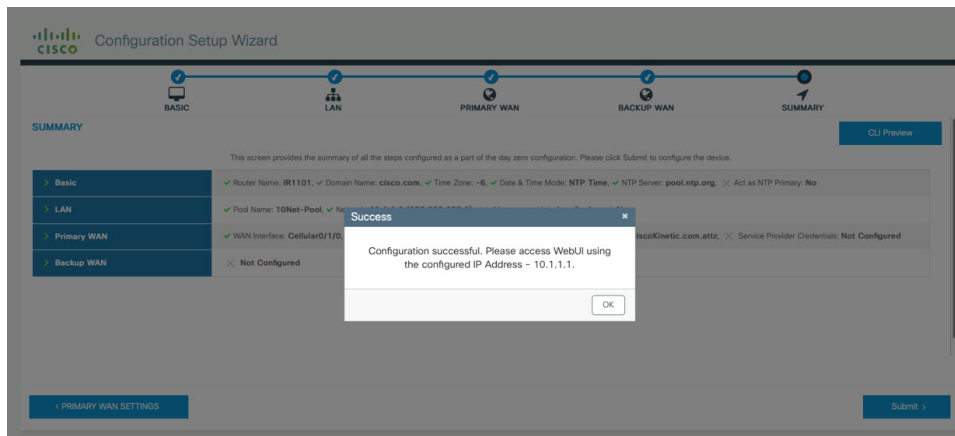 CISCO
Configuration Setup Wizard
BASIC
LAN
PRIMARY WAN
BACKUP WAN
SUMMARY
SUMMARY
CLI Preview
This screen provides the summary of all the steps configured as a part of the day zero configuration. Please click Submit to configure the device.
> Basic
Router Name: IR1101, Domain Name: cisco.com, Time Zone: -6, Date & Time Mode: NTP Time, NTP Server: pool.ntp.org, Act as NTP Primary: No
> LAN
Pool Name: 10Net-Pool,
Success
> Primary WAN
WAN Interface: Cellular0/1/0,
iscoKinetic.com.attz, Service Provider Credentials: Not Configured
Configuration successful. Please access WebUI using
the configured IP Address - 10.1.1.1.
> Backup WAN
Not Configured
OK
< PRIMARY WAN SETTINGS
Submit >